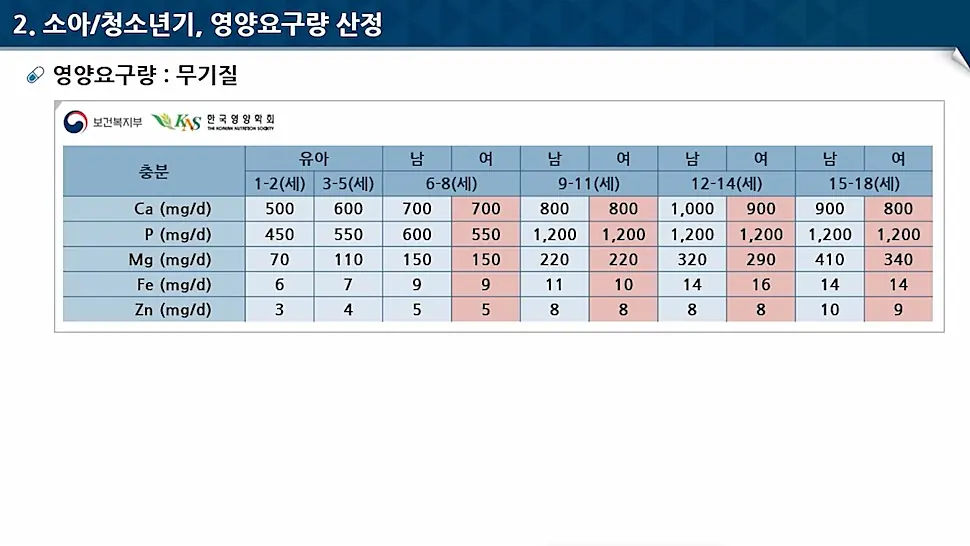 2. 소아/청소년기, 영양요구량 산정
영양요구량 : 무기질
보건복지부 KNS 한국영양학회
THE KOREAN NUTRITION SOCIETY
충분 유아 남 여 남 여 남 여 남 여
1-2(세) 3-5(세) 6-8(세) 9-11(세) 12-14(세) 15-18(세)
Ca (mg/d) 500 600 700 700 800 800 1,000 900 900 800
P (mg/d) 450 550 600 550 1,200 1,200 1,200 1,200 1,200 1,200
Mg (mg/d) 70 110 150 150 220 220 320 290 410 340
Fe (mg/d) 6 7 9 9 11 10 14 16 14 14
Zn (mg/d) 3 4 5 5 8 8 8 8 10 9